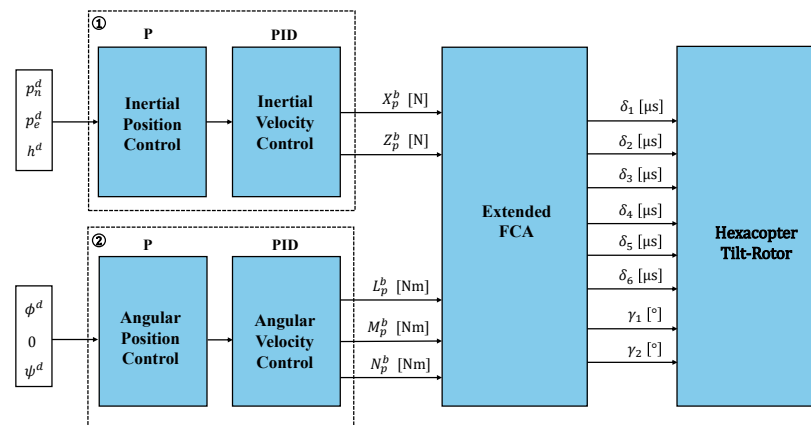 ①
P
PID
p_n^d
p_e^d
h^d
Inertial
Position
Control
Inertial
Velocity
Control
X_p^b [N]
Z_p^b [N]
②
P
PID
ϕ^d
0
ψ^d
Angular
Position
Control
Angular
Velocity
Control
L_p^b [Nm]
M_p^b [Nm]
N_p^b [Nm]
Extended
FCA
δ_1 [μs]
δ_2 [μs]
δ_3 [μs]
δ_4 [μs]
δ_5 [μs]
δ_6 [μs]
γ_1 [°]
γ_2 [°]
Hexacopter
Tilt-Rotor